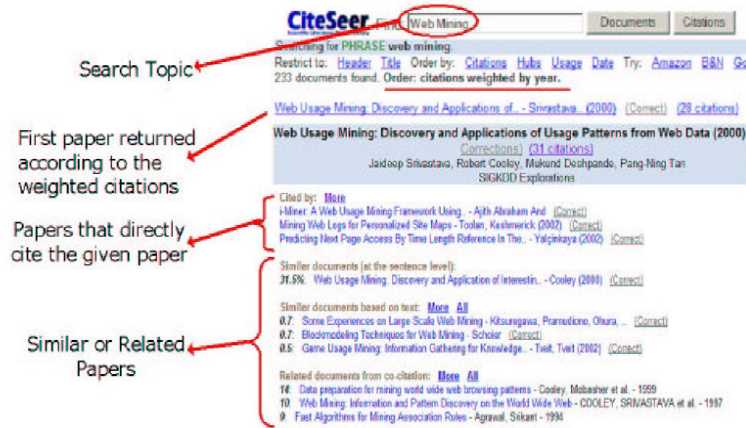 CiteSeer Find: Web Mining Documents Citations
Searching for PHRASE web mining.
Restrict to: Header Title Order by: Citations Hubs Usage Date Try: Amazon B&N Go
233 documents found. Order: citations weighted by year.
Search Topic
Web Usage Mining: Discovery and Applications of.. - Srivastava.. (2000) (Correct) (28 citations)
First paper returned
according to the
weighted citations
Web Usage Mining: Discovery and Applications of Usage Patterns from Web Data (2000)
(Corrections) (31 citations)
Jaideep Srivastava, Robert Cooley, Mukund Deshpande, Pang-Ning Tan
SIGKDD Explorations
Papers that directly
cite the given paper
Cited by: More
i-Miner: A Web Usage Mining Framework Using.. - Ajith Abraham And (Correct)
Mining Web Logs for Personalized Site Maps - Toolan, Kushmerick (2002) (Correct)
Predicting Next Page Access By Time Length Reference In The.. - Yalçinkaya (2002) (Correct)
Similar or Related
Papers
Similar documents (at the sentence level):
31.5%: Web Usage Mining: Discovery and Application of Interestin.. - Cooley (2000) (Correct)
Similar documents based on text: More All
0.7: Some Experiences on Large Scale Web Mining - Kitsuregawa, Pramudiono, Ohura, .. (Correct)
0.7: Blockmodeling Techniques for Web Mining - Schoier (Correct)
0.5: Game Usage Mining: Information Gathering for Knowledge.. - Tveit, Tveit (2002) (Correct)
Related documents from co-citation: More All
14: Data preparation for mining world wide web browsing patterns - Cooley, Mobasher et al. - 1999
10: Web Mining: Information and Pattern Discovery on the World Wide Web - COOLEY, SRIVASTAVA et al. - 1997
9: Fast Algorithms for Mining Association Rules - Agrawal, Srikant - 1994